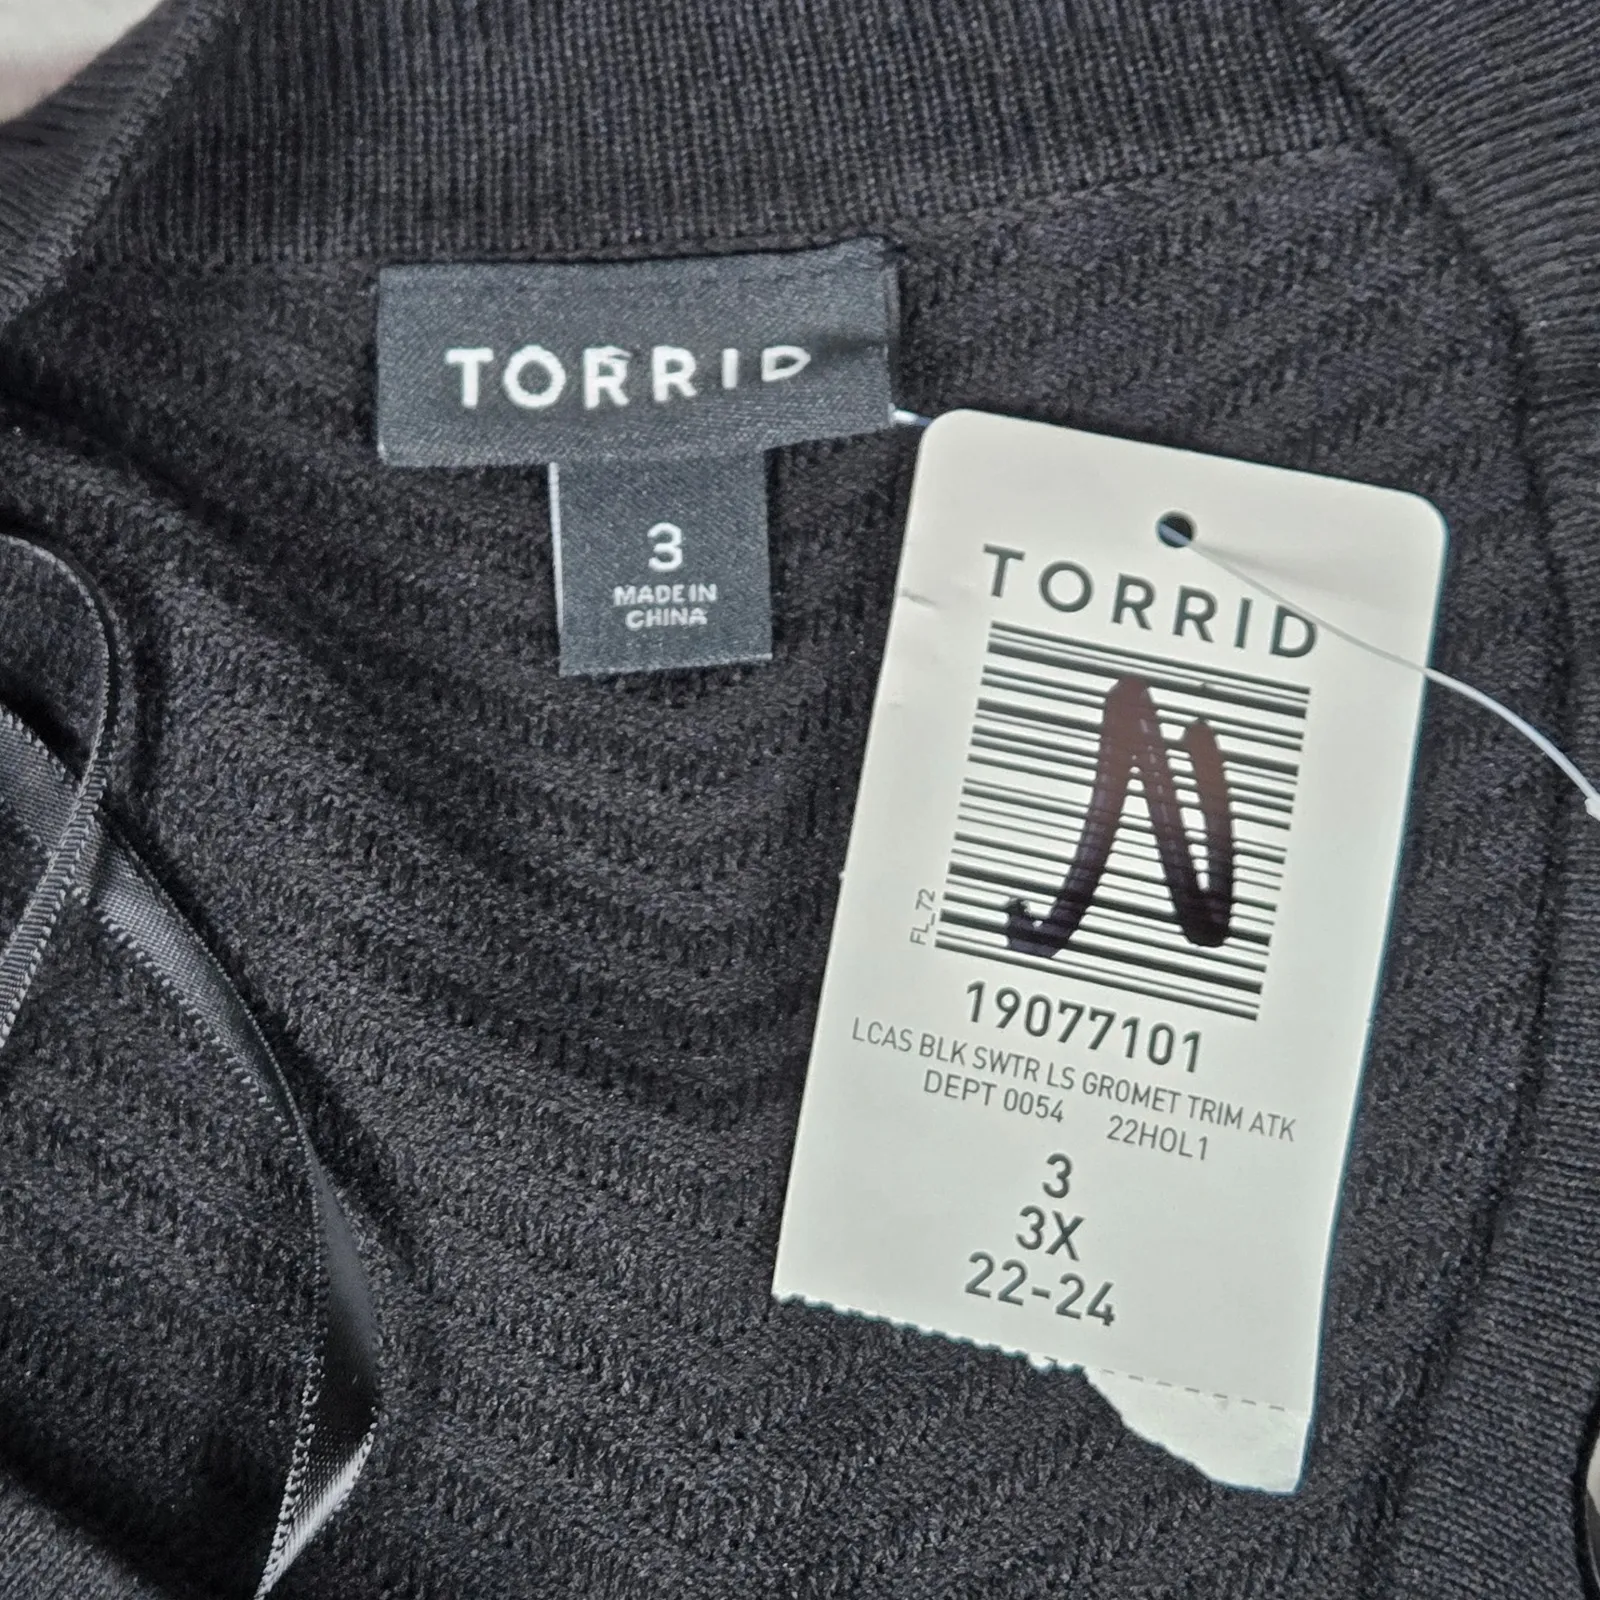 TORRID
3
MADE IN
CHINA
TORRID
N
FL_72
19077101
LCAS BLK SWTR LS GROMET TRIM ATK
DEPT 0054 22HOL1
3
3X
22-24